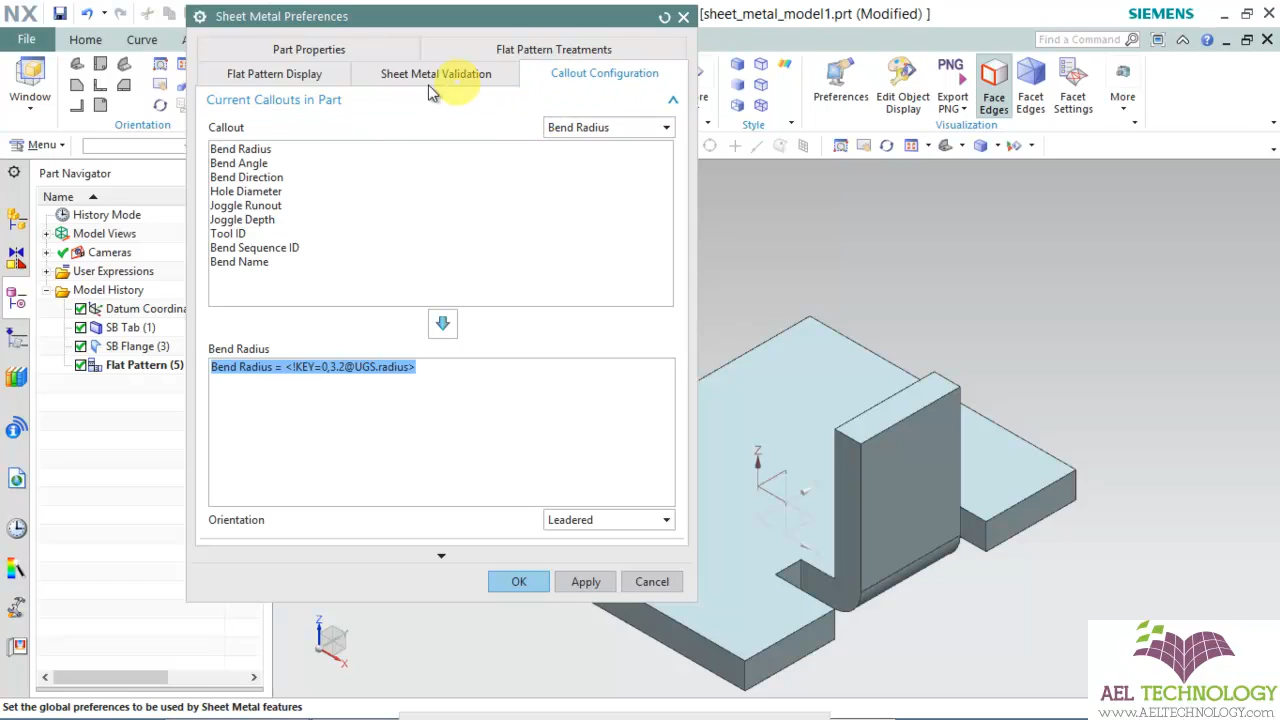 NX
Sheet Metal Preferences
[sheet_metal_model1.prt (Modified) ]
SIEMENS
File
Home
Curve
Part Properties
Flat Pattern Treatments
Find a Command
Flat Pattern Display
Sheet Metal Validation
Callout Configuration
Window
Orientation
Current Callouts in Part
Callout
Bend Radius
Preferences
Edit Object
Display
PNG
Export
PNG
Face
Edges
Facet
Edges
Facet
Settings
More
Style
Visualization
Menu
Bend Radius
Bend Angle
Bend Direction
Hole Diameter
Joggle Runout
Joggle Depth
Tool ID
Bend Sequence ID
Bend Name
Part Navigator
Name
History Mode
Model Views
Cameras
User Expressions
Model History
Datum Coordina
SB Tab (1)
SB Flange (3)
Flat Pattern (5)
Bend Radius
Bend Radius = <!KEY=0,3.2@UGS.radius>
Orientation
Leadered
OK
Apply
Cancel
Z
Z
X
AEL TECHNOLOGY
www.AELTECHNOLOGY.com
Set the global preferences to be used by Sheet Metal features